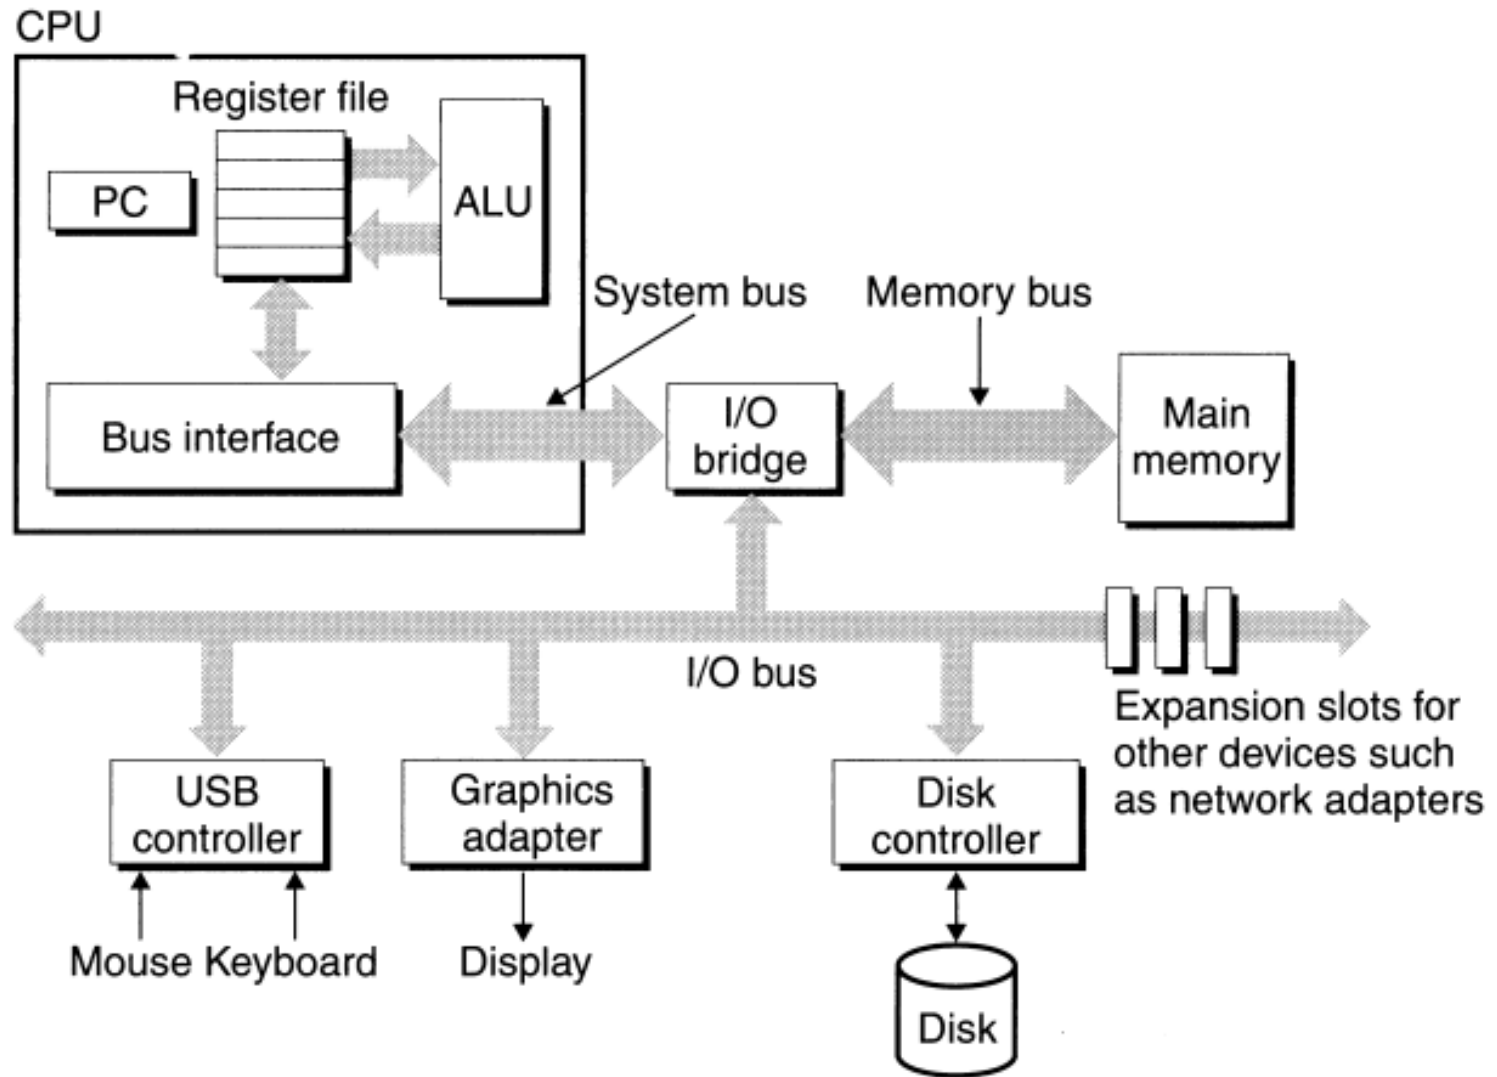 CPU
Register file
PC
ALU
System bus
Memory bus
Bus interface
I/O
bridge
Main
memory
I/O bus
Expansion slots for
other devices such
as network adapters
USB
controller
Graphics
adapter
Disk
controller
Mouse
Keyboard
Display
Disk